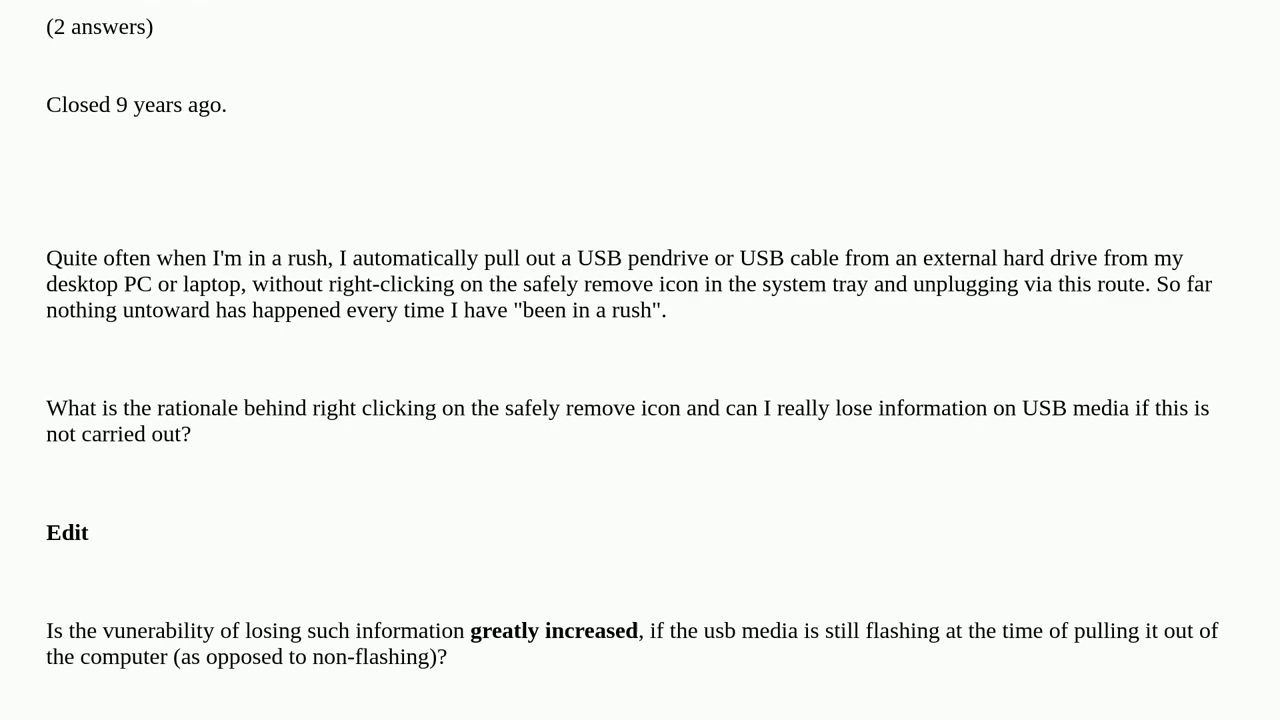 (2 answers)
Closed 9 years ago.
Quite often when I'm in a rush, I automatically pull out a USB pendrive or USB cable from an external hard drive from my
desktop PC or laptop, without right-clicking on the safely remove icon in the system tray and unplugging via this route. So far
nothing untoward has happened every time I have "been in a rush".
What is the rationale behind right clicking on the safely remove icon and can I really lose information on USB media if this is
not carried out?
Edit
Is the vunerability of losing such information greatly increased, if the usb media is still flashing at the time of pulling it out of
the computer (as opposed to non-flashing)?